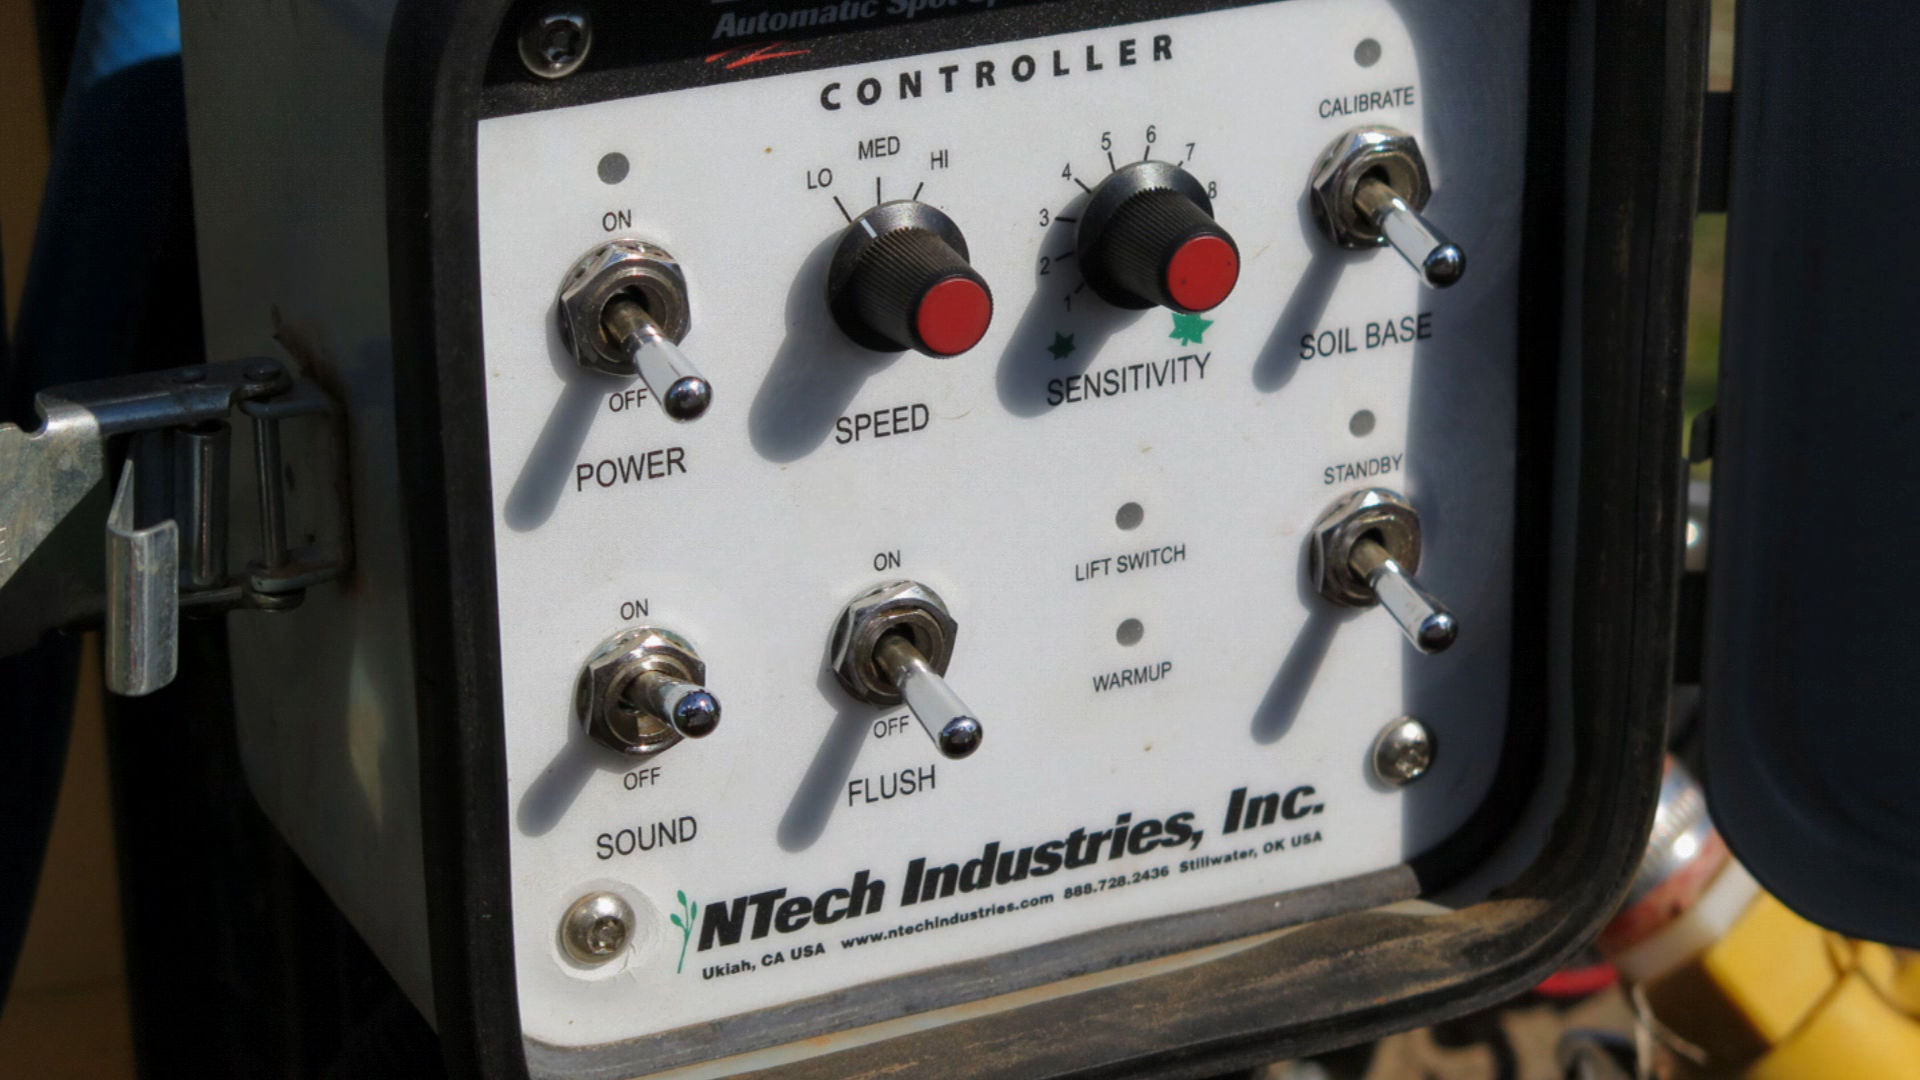 Automatic Spot
CONTROLLER
ON
OFF
POWER
LO MED HI
SPEED
1 2 3 4 5 6 7 8
SENSITIVITY
CALIBRATE
SOIL BASE
ON
OFF
SOUND
ON
OFF
FLUSH
LIFT SWITCH
WARMUP
STANDBY
NTech Industries, Inc.
Ukiah, CA USA www.ntechindustries.com 888.728.2436 Stillwater, OK USA